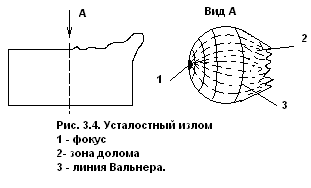 А
Вид А
1
2
3
Рис. 3.4. Усталостный излом
1 - фокус
2- зона долома
3 - линия Вальнера.